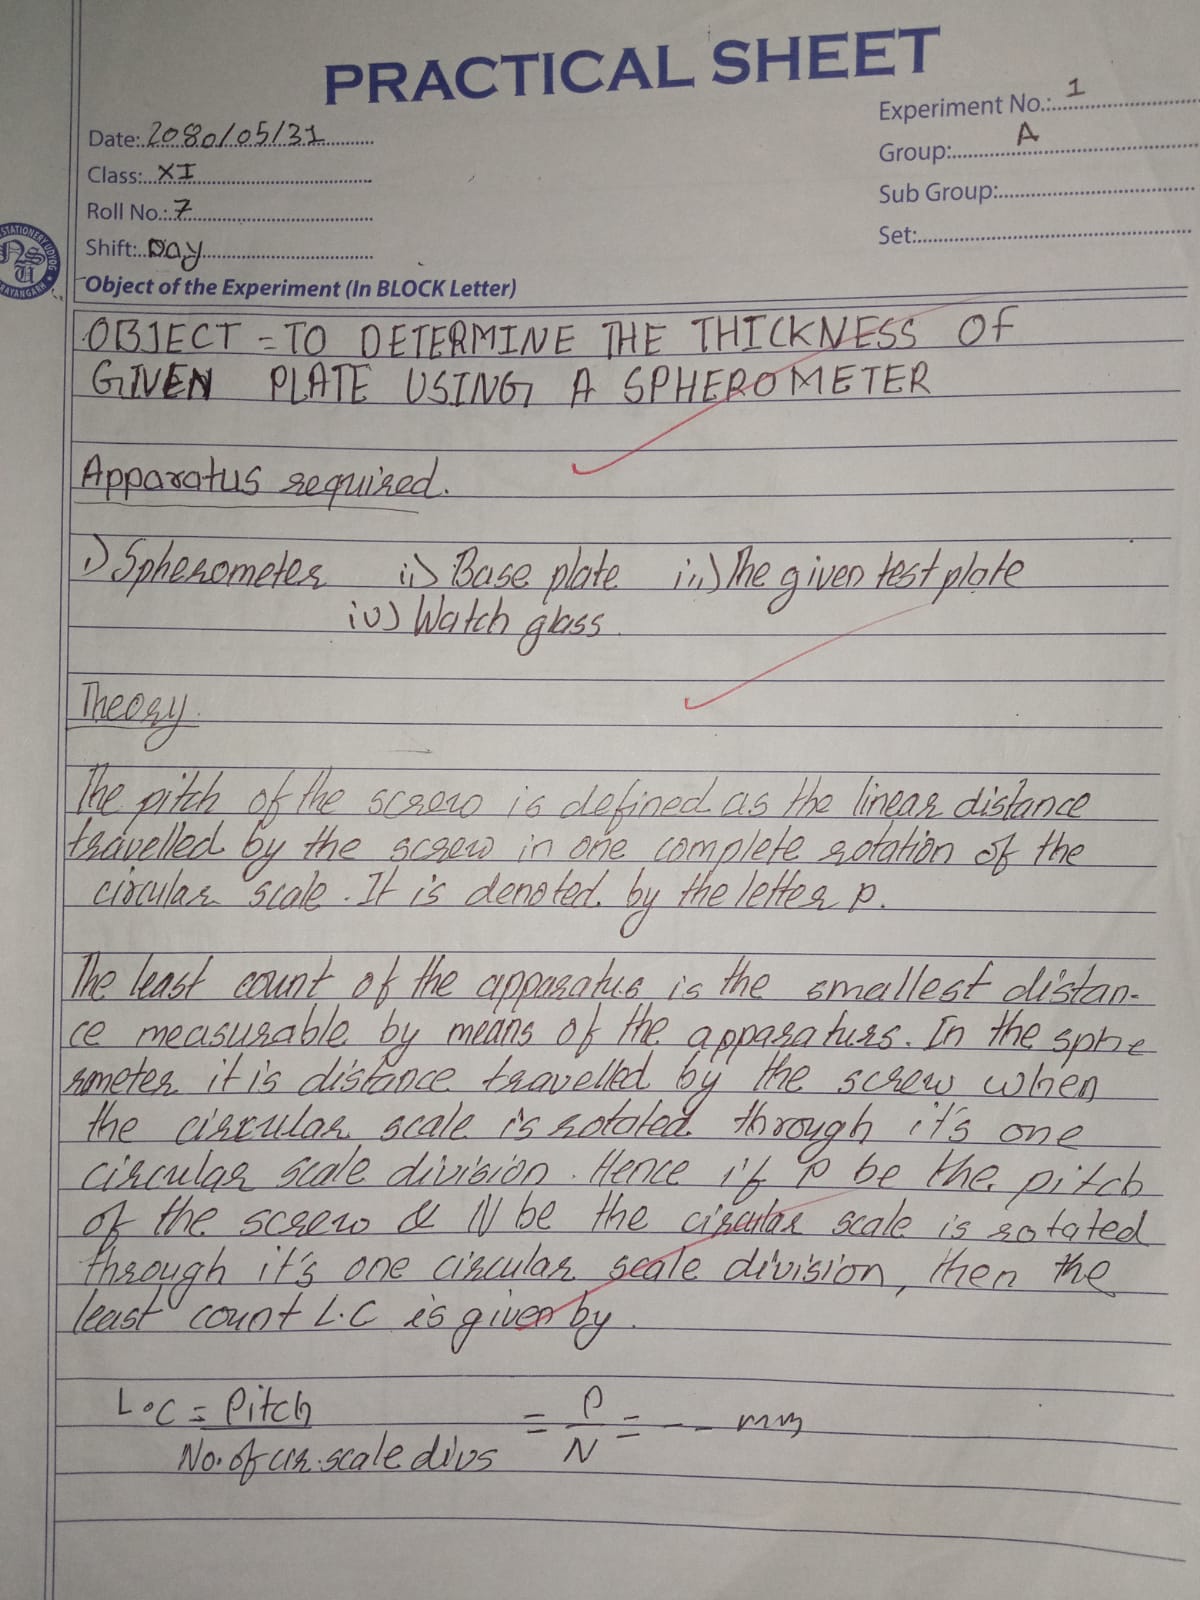 PRACTICAL SHEET
Experiment No.: 1
Date: 2080/05/31
Group: A
Class: XI
Sub Group:
Roll No.: 7
Set:
Shift: Day
Object of the Experiment (In BLOCK Letter)
OBJECT = TO DETERMINE THE THICKNESS OF
GIVEN PLATE USING A SPHEROMETER
Apparatus required.
i) Spherometer ii) Base plate iii) The given test plate
iv) Watch glass.
Theory.
The pitch of the screw is defined as the linear distance
travelled by the screw in one complete rotation of the
circular scale. It is denoted by the letter p.
The least count of the apparatus is the smallest distan-
ce measurable by means of the apparaturs. In the sphe
rometer it is distance travelled by the screw when
the circular scale is rotated through it's one
circular scale division. Hence if P be the pitch
of the screw & N be the circular scale is rotated
through it's one circular scale division, then the
least count L.C is given by.
L.C = Pitch / No. of cir. scale divs = P / N = -- mm
STATIONERY UDYOG
NSU
NARAYANGARH